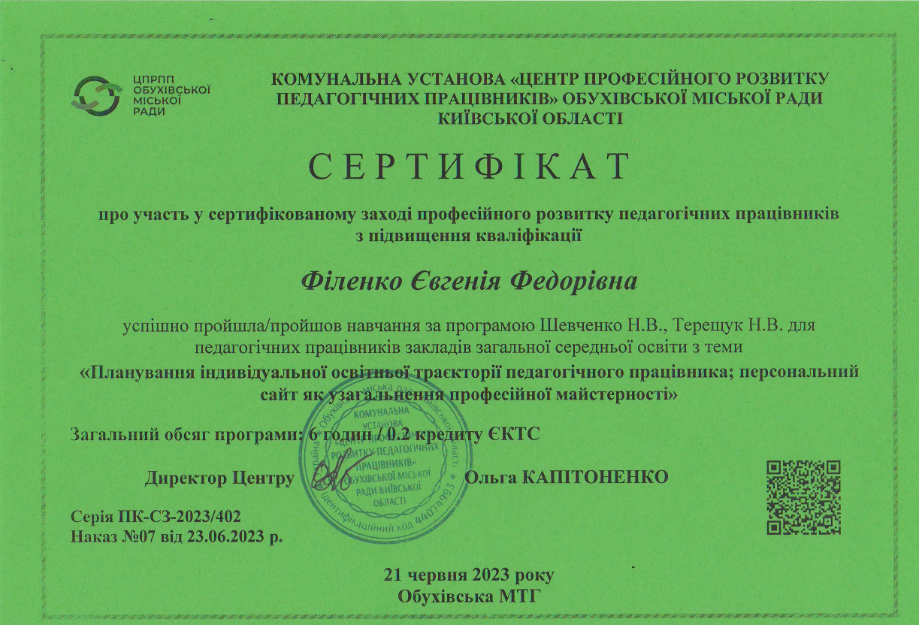 ЦПРПП
ОБУХІВСЬКОЇ
МІСЬКОЇ
РАДИ
КОМУНАЛЬНА УСТАНОВА «ЦЕНТР ПРОФЕСІЙНОГО РОЗВИТКУ
ПЕДАГОГІЧНИХ ПРАЦІВНИКІВ» ОБУХІВСЬКОЇ МІСЬКОЇ РАДИ
КИЇВСЬКОЇ ОБЛАСТІ
СЕРТИФІКАТ
про участь у сертифікованому заході професійного розвитку педагогічних працівників
з підвищення кваліфікації
Філенко Євгенія Федорівна
успішно пройшла/пройшов навчання за програмою Шевченко Н.В., Терещук Н.В. для
педагогічних працівників закладів загальної середньої освіти з теми
«Планування індивідуальної освітньої траєкторії педагогічного працівника; персональний
сайт як узагальнення професійної майстерності»
Загальний обсяг програми: 6 годин / 0.2 кредиту ЄКТС
Директор Центру Ольга КАПІТОНЕНКО
КОМУНАЛЬНА
УСТАНОВА
РОЗВИТКУ ПЕДАГОГІЧНИХ
ПРАЦІВНИКІВ»
ОБУХІВСЬКОЇ МІСЬКОЇ
РАДИ КИЇВСЬКОЇ
ОБЛАСТІ
ідентифікаційний код 44074993
Серія ПК-СЗ-2023/402
Наказ №07 від 23.06.2023 р.
21 червня 2023 року
Обухівська МТГ